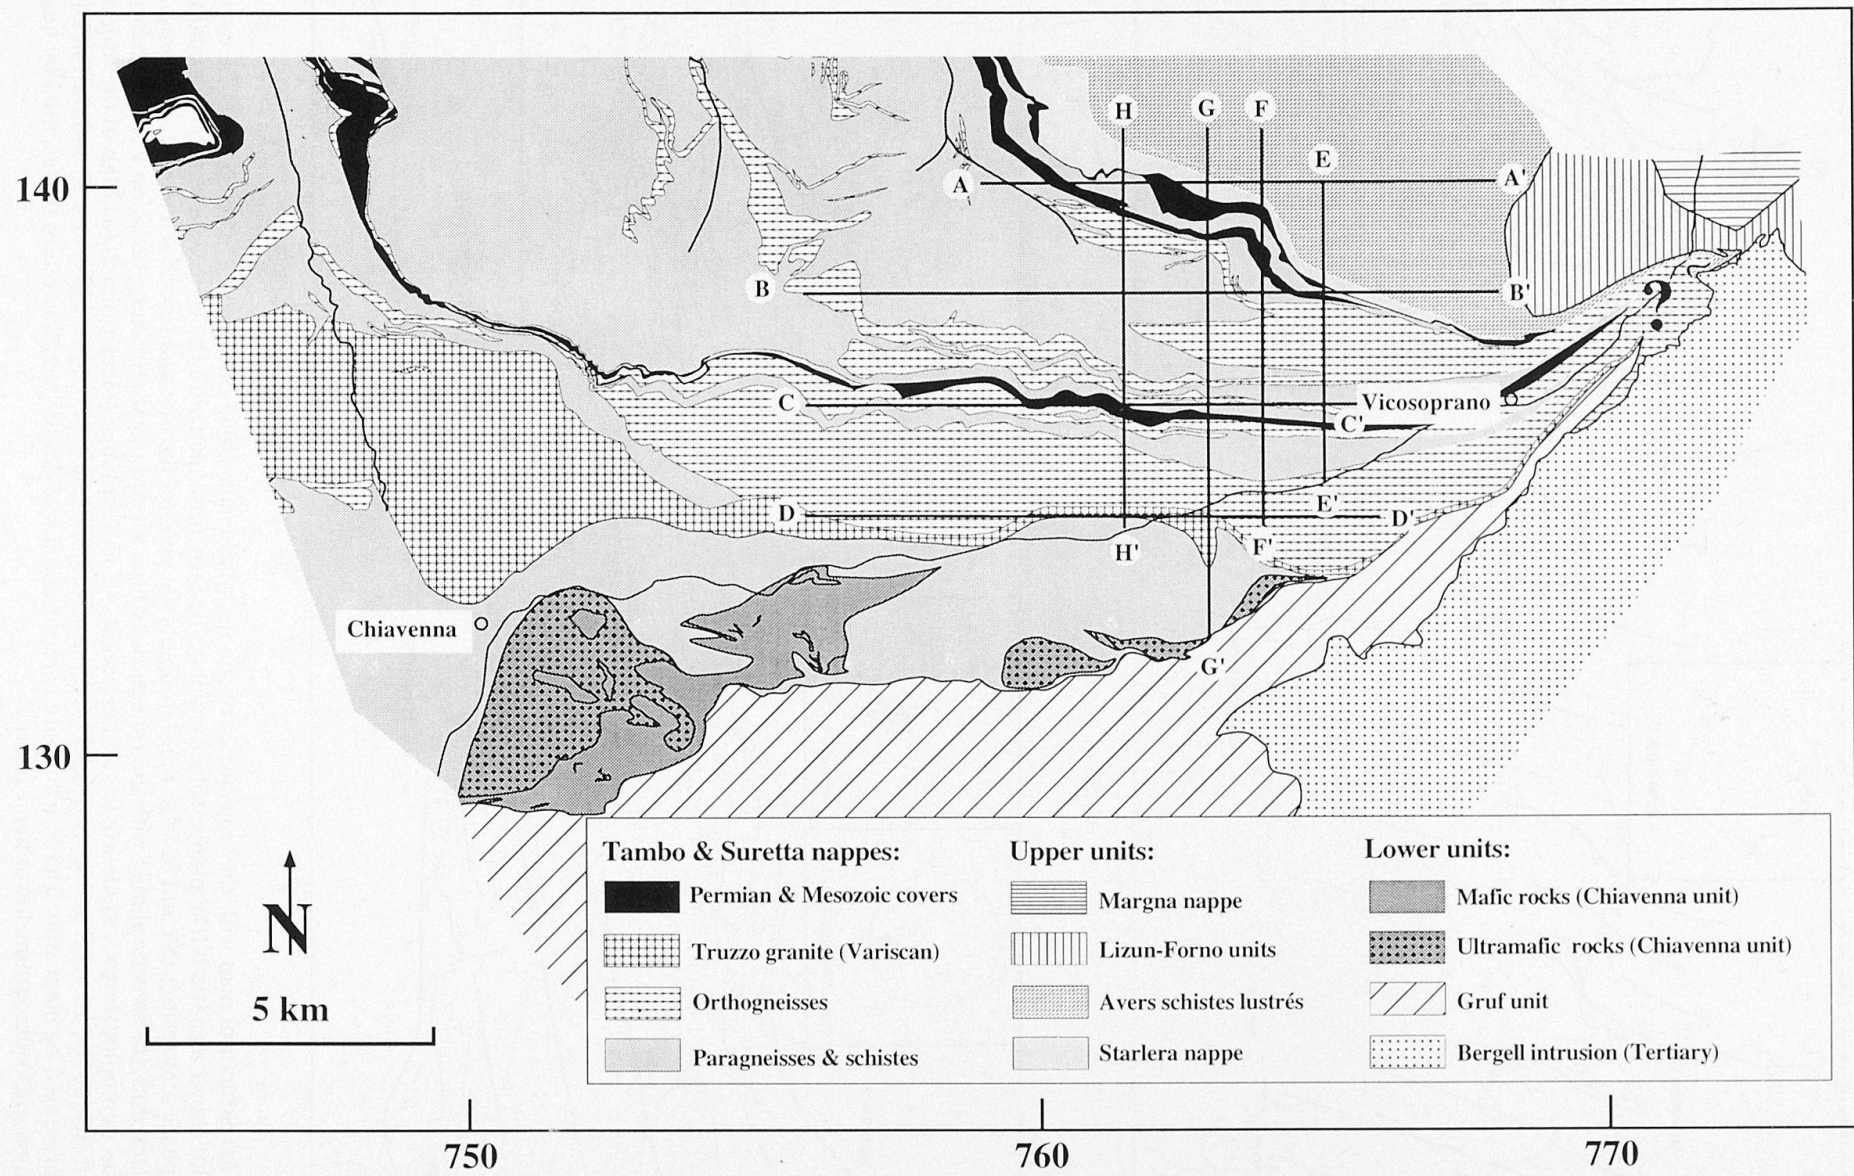 H G F
E
140
A A'
B B'
?
C Vicosoprano
C'
D E' D'
H' F'
Chiavenna
G'
130
Tambo & Suretta nappes: Upper units: Lower units:
Permian & Mesozoic covers Margna nappe Mafic rocks (Chiavenna unit)
Truzzo granite (Variscan) Lizun-Forno units Ultramafic rocks (Chiavenna unit)
Orthogneisses Avers schistes lustrés Gruf unit
Paragneisses & schistes Starlera nappe Bergell intrusion (Tertiary)
N
5 km
750 760 770